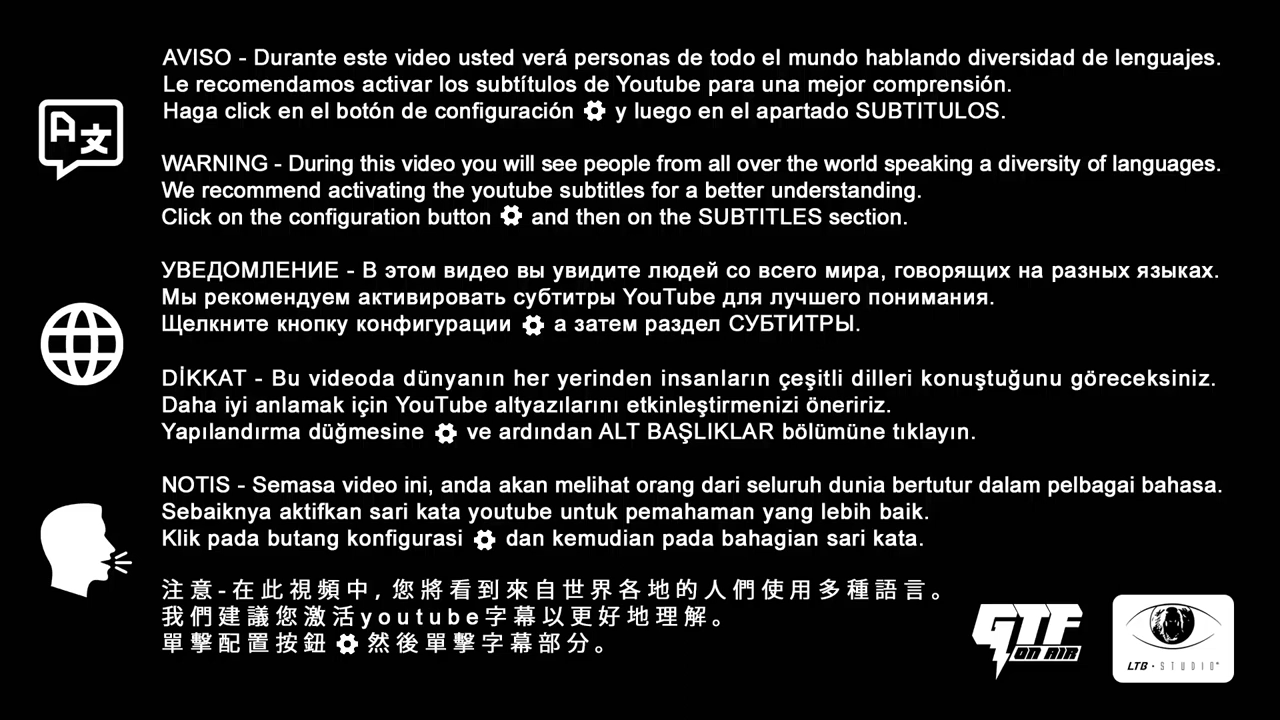 AVISO - Durante este video usted verá personas de todo el mundo hablando diversidad de lenguajes.
Le recomendamos activar los subtítulos de Youtube para una mejor comprensión.
Haga click en el botón de configuración y luego en el apartado SUBTITULOS.
WARNING - During this video you will see people from all over the world speaking a diversity of languages.
We recommend activating the youtube subtitles for a better understanding.
Click on the configuration button and then on the SUBTITLES section.
УВЕДОМЛЕНИЕ - В этом видео вы увидите людей со всего мира, говорящих на разных языках.
Мы рекомендуем активировать субтитры YouTube для лучшего понимания.
Щелкните кнопку конфигурации а затем раздел СУБТИТРЫ.
DİKKAT - Bu videoda dünyanın her yerinden insanların çeşitli dilleri konuştuğunu göreceksiniz.
Daha iyi anlamak için YouTube altyazılarını etkinleştirmenizi öneririz.
Yapılandırma düğmesine ve ardından ALT BAŞLIKLAR bölümüne tıklayın.
NOTIS - Semasa video ini, anda akan melihat orang dari seluruh dunia bertutur dalam pelbagai bahasa.
Sebaiknya aktifkan sari kata youtube untuk pemahaman yang lebih baik.
Klik pada butang konfigurasi dan kemudian pada bahagian sari kata.
注意-在此視頻中, 您將看到來自世界各地的人們使用多種語言。
我們建議您激活youtube字幕以更好地理解。
單擊配置按鈕 然後單擊字幕部分。
A文
GTF
ON AIR
LTB · STUDIO